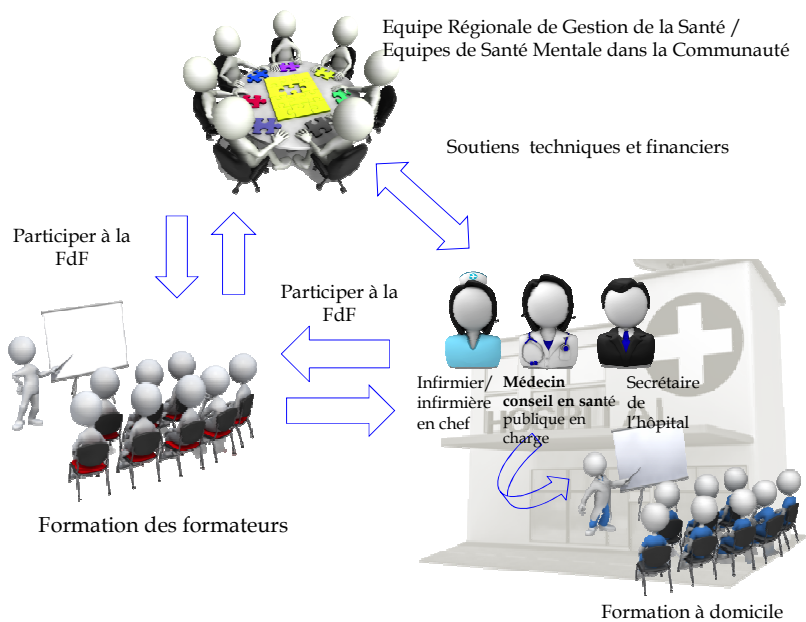 Equipe Régionale de Gestion de la Santé /
Equipes de Santé Mentale dans la Communauté
Soutiens techniques et financiers
Participer à la
FdF
Participer à la
FdF
Infirmier/
infirmière
en chef
Médecin
conseil en santé
publique en
charge
Secrétaire
de
l’hôpital
HOSPITAL
Formation des formateurs
Formation à domicile